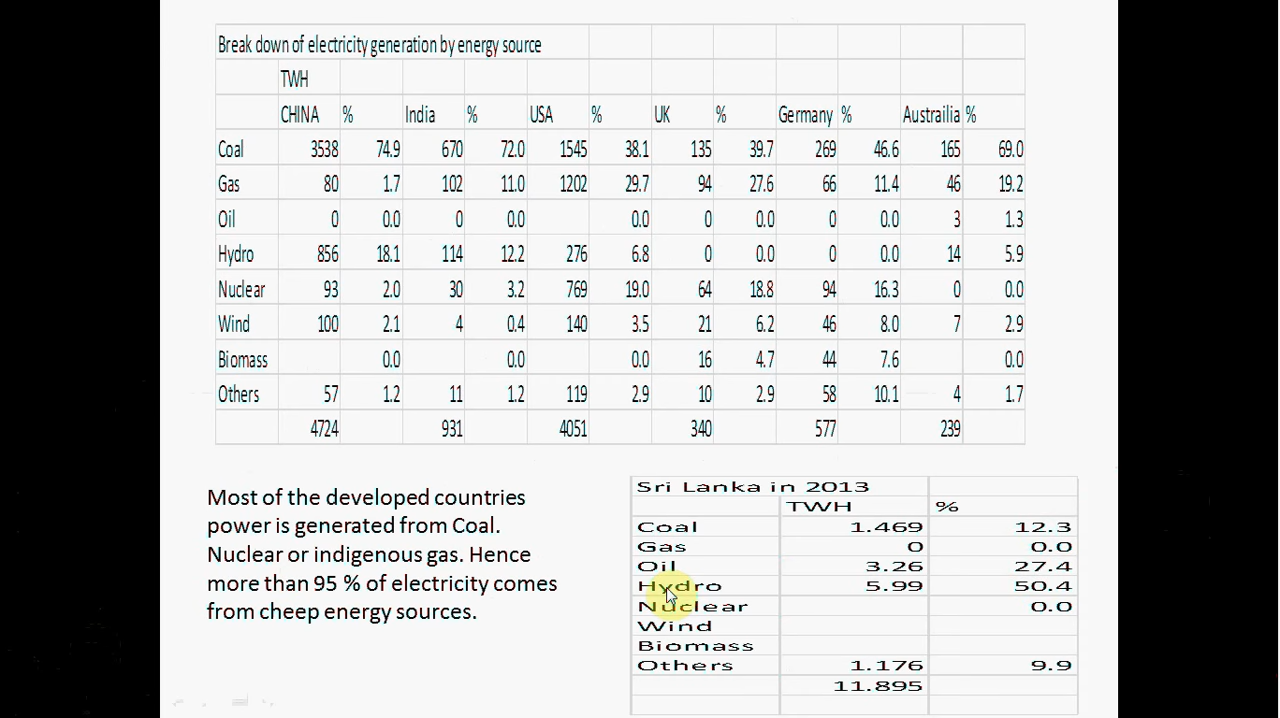 Break down of electricity generation by energy source
TWH
CHINA % India % USA % UK % Germany % Austrailia %
Coal 3538 74.9 670 72.0 1545 38.1 135 39.7 269 46.6 165 69.0
Gas 80 1.7 102 11.0 1202 29.7 94 27.6 66 11.4 46 19.2
Oil 0 0.0 0 0.0 0.0 0 0.0 0 0.0 3 1.3
Hydro 856 18.1 114 12.2 276 6.8 0 0.0 0 0.0 14 5.9
Nuclear 93 2.0 30 3.2 769 19.0 64 18.8 94 16.3 0 0.0
Wind 100 2.1 4 0.4 140 3.5 21 6.2 46 8.0 7 2.9
Biomass 0.0 0.0 0.0 16 4.7 44 7.6 0.0
Others 57 1.2 11 1.2 119 2.9 10 2.9 58 10.1 4 1.7
4724 931 4051 340 577 239
Most of the developed countries
power is generated from Coal.
Nuclear or indigenous gas. Hence
more than 95 % of electricity comes
from cheep energy sources.
Sri Lanka in 2013
TWH %
Coal 1.469 12.3
Gas 0 0.0
Oil 3.26 27.4
Hydro 5.99 50.4
Nuclear 0.0
Wind
Biomass
Others 1.176 9.9
11.895